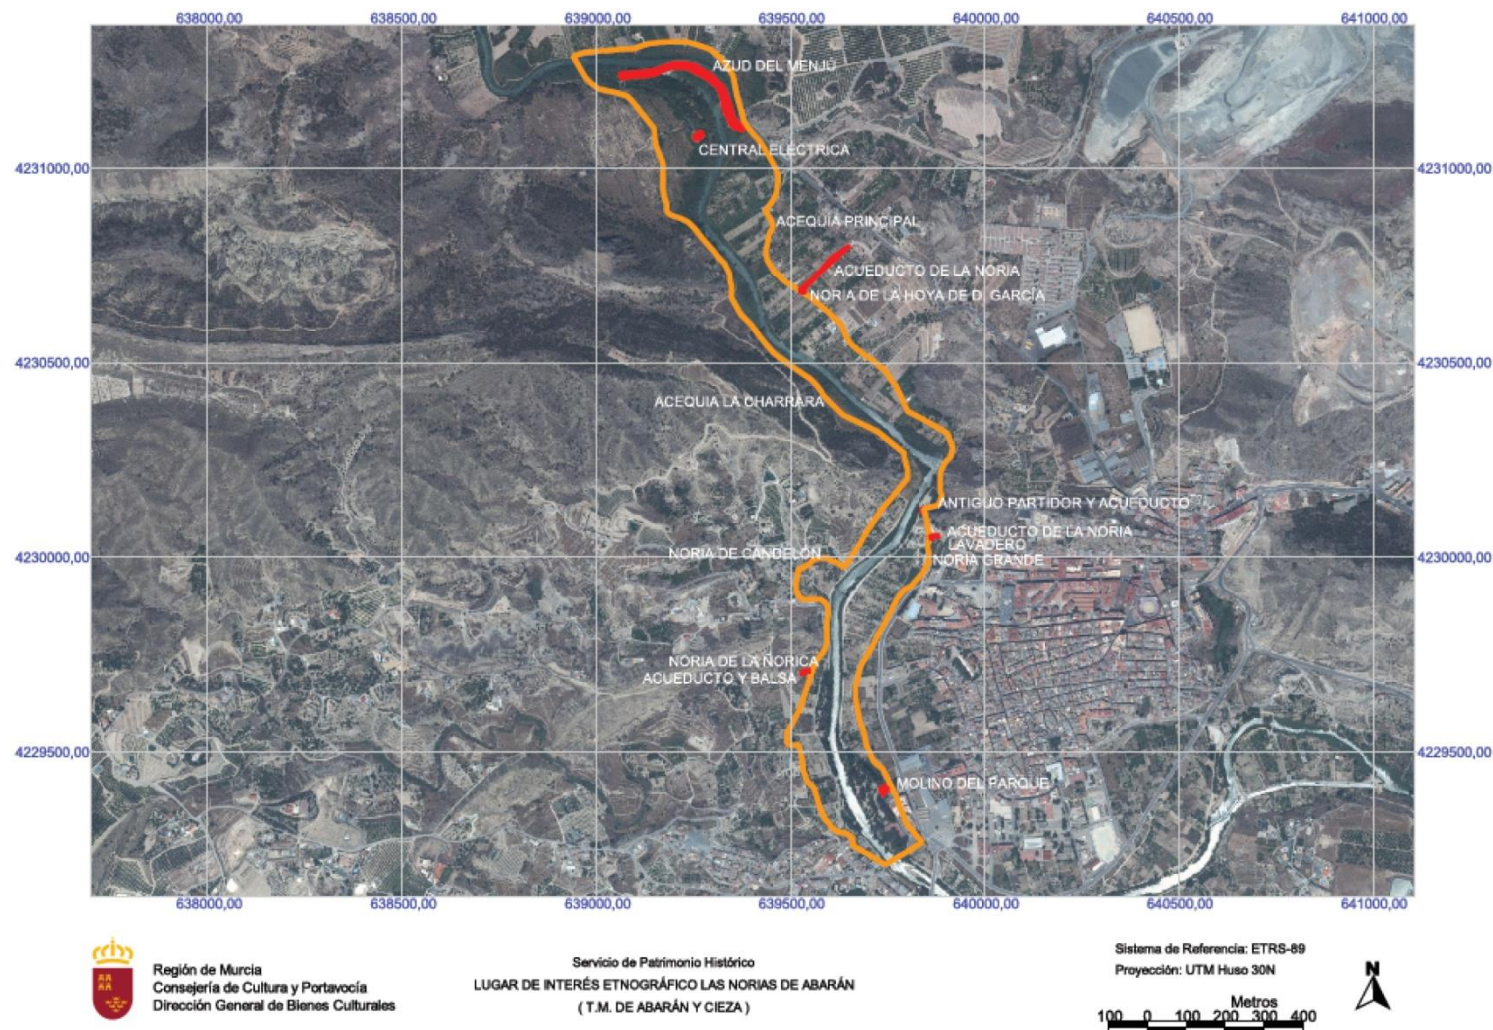 638000,00 638500,00 639000,00 639500,00 640000,00 640500,00 641000,00
AZUD DEL MENJÚ
CENTRAL ELÉCTRICA
4231000,00 4231000,00
ACEQUÍA PRINCIPAL
ACUEDUCTO DE LA NORIA
NORIA DE LA HOYA DE D. GARCÍA
4230500,00 4230500,00
ACEQUIA LA CHARRARA
ANTIGUO PARTIDOR Y ACUEDUCTO
ACUEDUCTO DE LA NORIA
LAVADERO
NORIA DE CANDELON
4230000,00 4230000,00
NORIA GRANDE
NORIA DE LA ÑORICA
ACUEDUCTO Y BALSA
4229500,00 4229500,00
MOLINO DEL PARQUE
638000,00 638500,00 639000,00 639500,00 640000,00 640500,00 641000,00
Región de Murcia
Consejería de Cultura y Portavocía
Dirección General de Bienes Culturales
Servicio de Patrimonio Histórico
LUGAR DE INTERÉS ETNOGRÁFICO LAS NORIAS DE ABARÁN
( T.M. DE ABARÁN Y CIEZA )
Sistema de Referencia: ETRS-89
Proyección: UTM Huso 30N
Metros
100 0 100 200 300 400
N